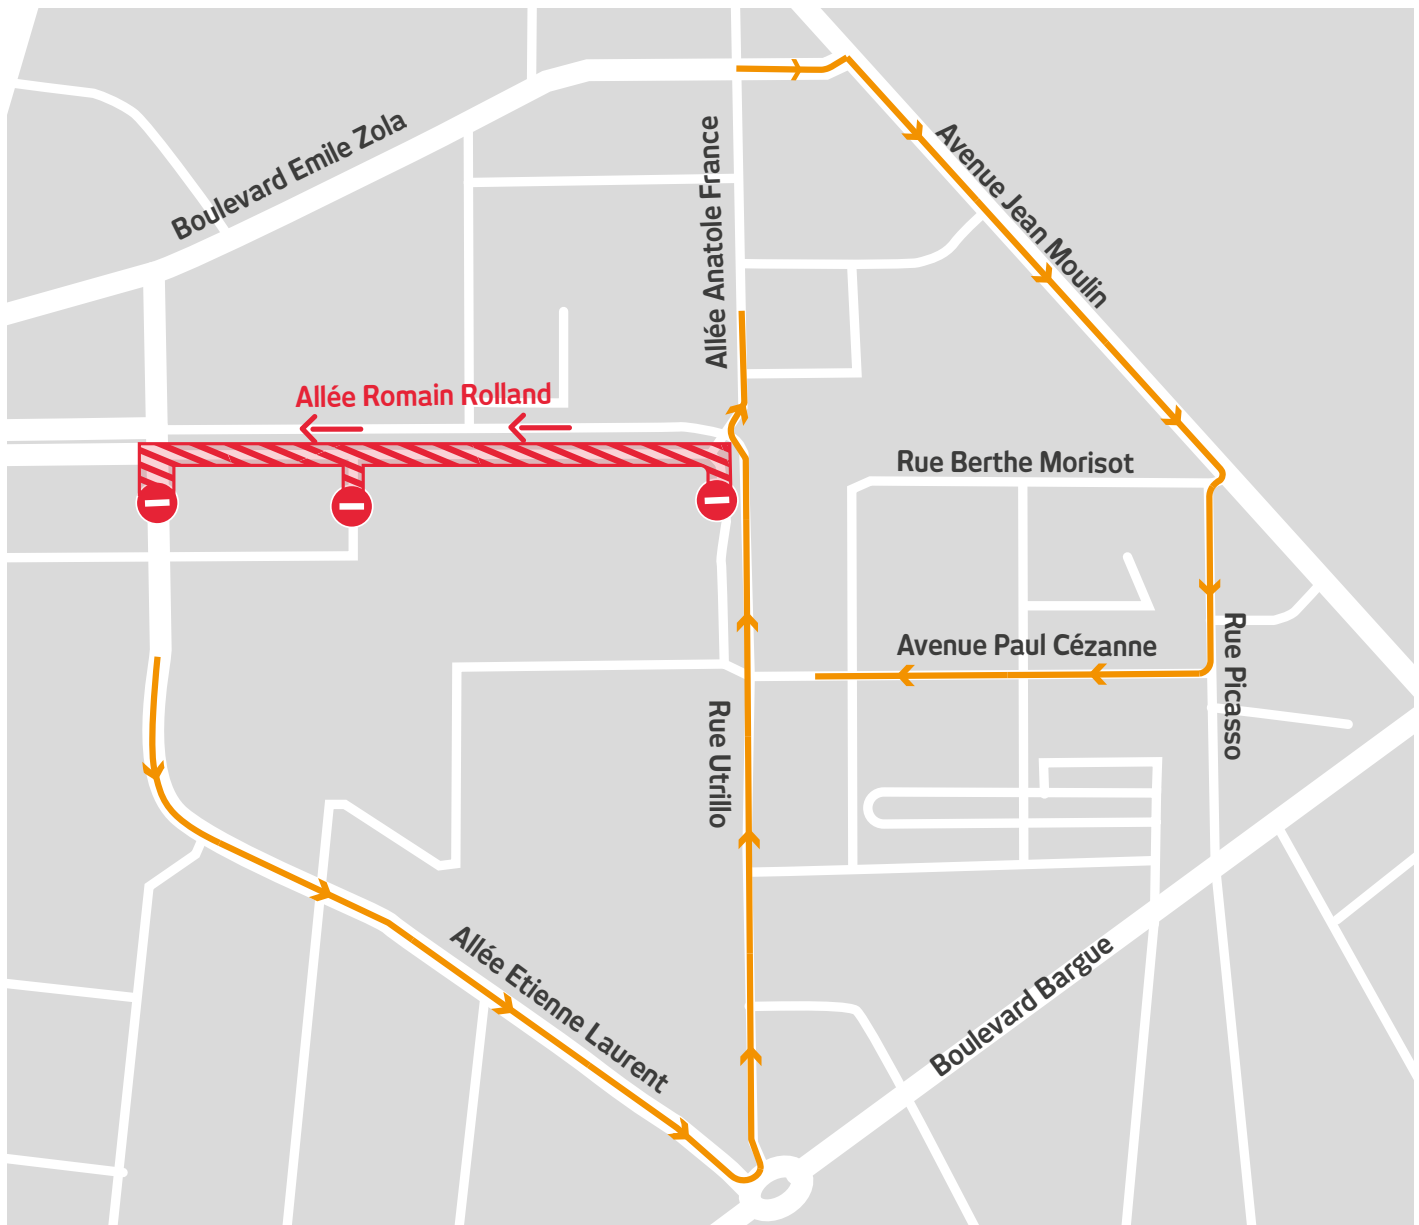 Boulevard Emile Zola
Allée Anatole France
Avenue Jean Moulin
Allée Romain Rolland
Rue Berthe Morisot
Avenue Paul Cézanne
Rue Picasso
Rue Utrillo
Allée Etienne Laurent
Boulevard Bargue